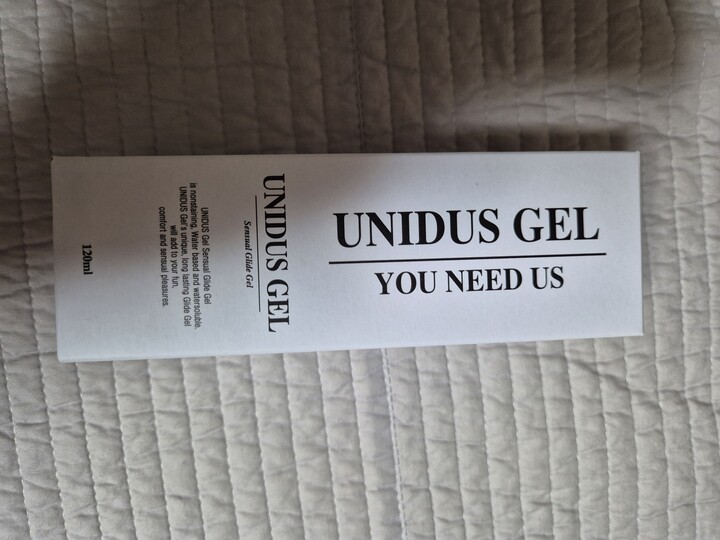 UNIDUS GEL
YOU NEED US
UNIDUS GEL
Sensual Glide Gel
UNIDUS Gel Sensual Glide Gel
is nonstaining, Water based and watersoluble.
UNIDUS Gel's unique, long lasting Glide Gel
will add to your fun,
comfort and sensual pleasures.
120ml